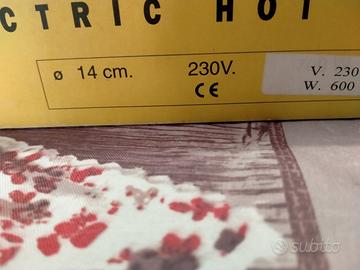 CTRIC HOT
ø 14 cm. 230V. V. 230
CE W. 600
subito